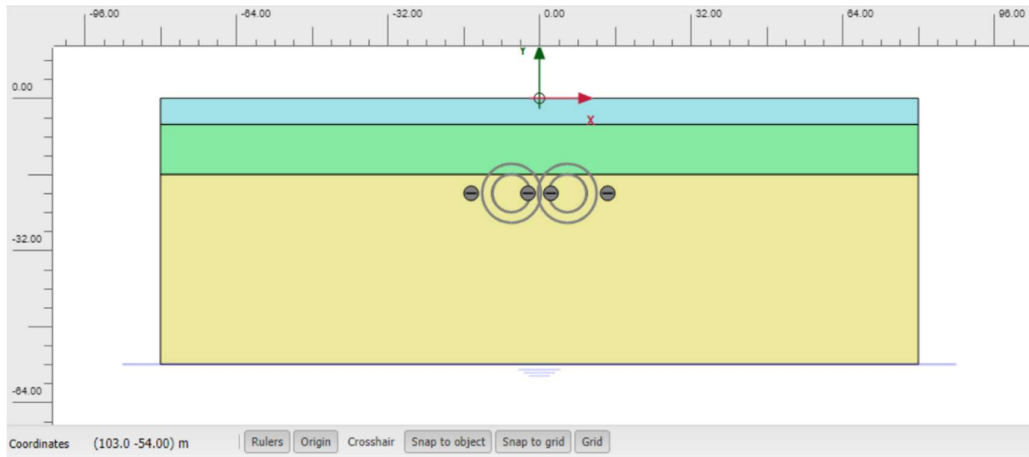 -96.00 -64.00 -32.00 0.00 32.00 64.00 96.00
Y
0.00
X
-32.00
-64.00
Coordinates (103.0 -54.00) m Rulers Origin Crosshair Snap to object Snap to grid Grid